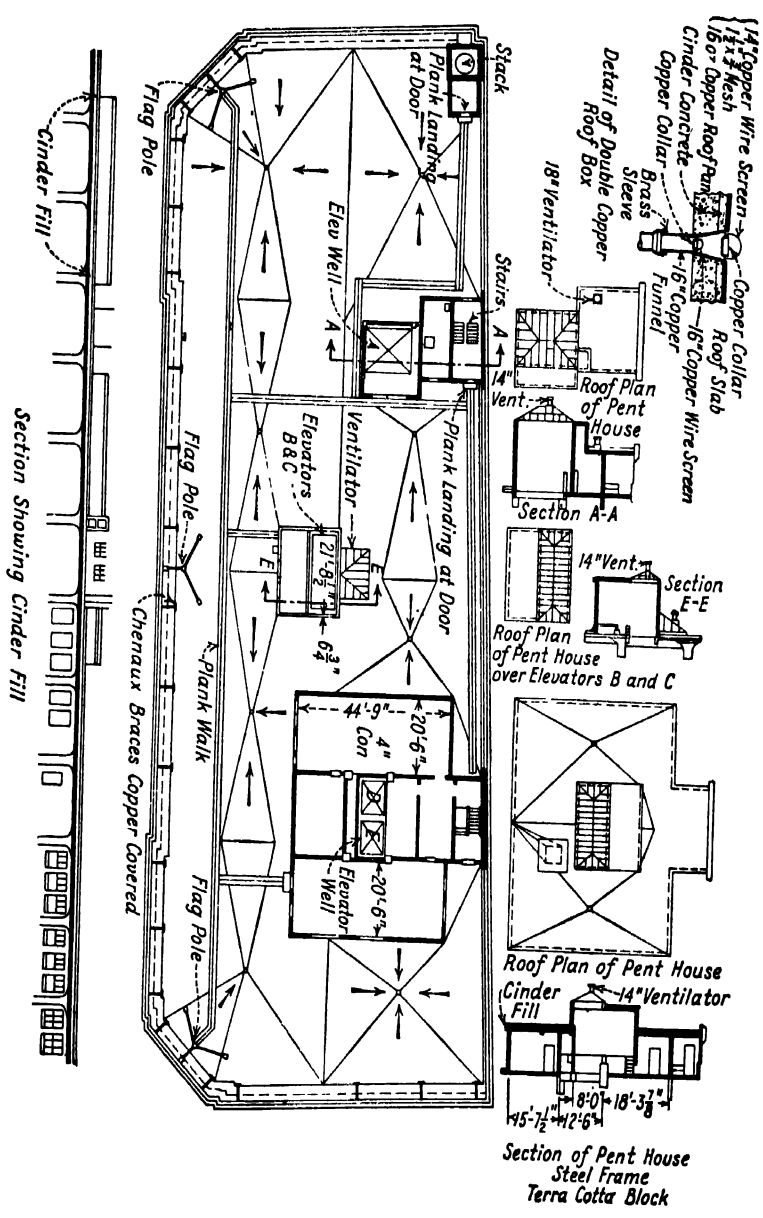 14" Copper Wire Screen
1½" x ¾" Mesh
16 oz Copper Roof Pan
Cinder Concrete
Copper Collar
Brass
Sleeve
Copper Collar
Roof Slab
16" Copper Wire Screen
16" Copper
Funnel
Detail of Double Copper
Roof Box
18" Ventilator
Roof Plan
of Pent
House
14"
Vent.
Section A-A
14" Vent.
Section
E-E
Roof Plan
of Pent House
over Elevators B and C
Roof Plan of Pent House
Cinder
Fill
14" Ventilator
8'0"
18'-3⅞"
15'-7½"
12'6"
Section of Pent House
Steel Frame
Terra Cotta Block
Stack
Plank Landing
at Door
Flag Pole
Elev Well
Stairs
A
A
Plank Landing at Door
Ventilator
Elevators
B & C
21'-8½"
6¾"
E
E
Flag Pole
Plank Walk
Chenaux Braces Copper Covered
44'-9"
20'-6"
4"
Con
D
E
Elevator
Well
20'-6"
Flag Pole
Cinder Fill
Section Showing Cinder Fill